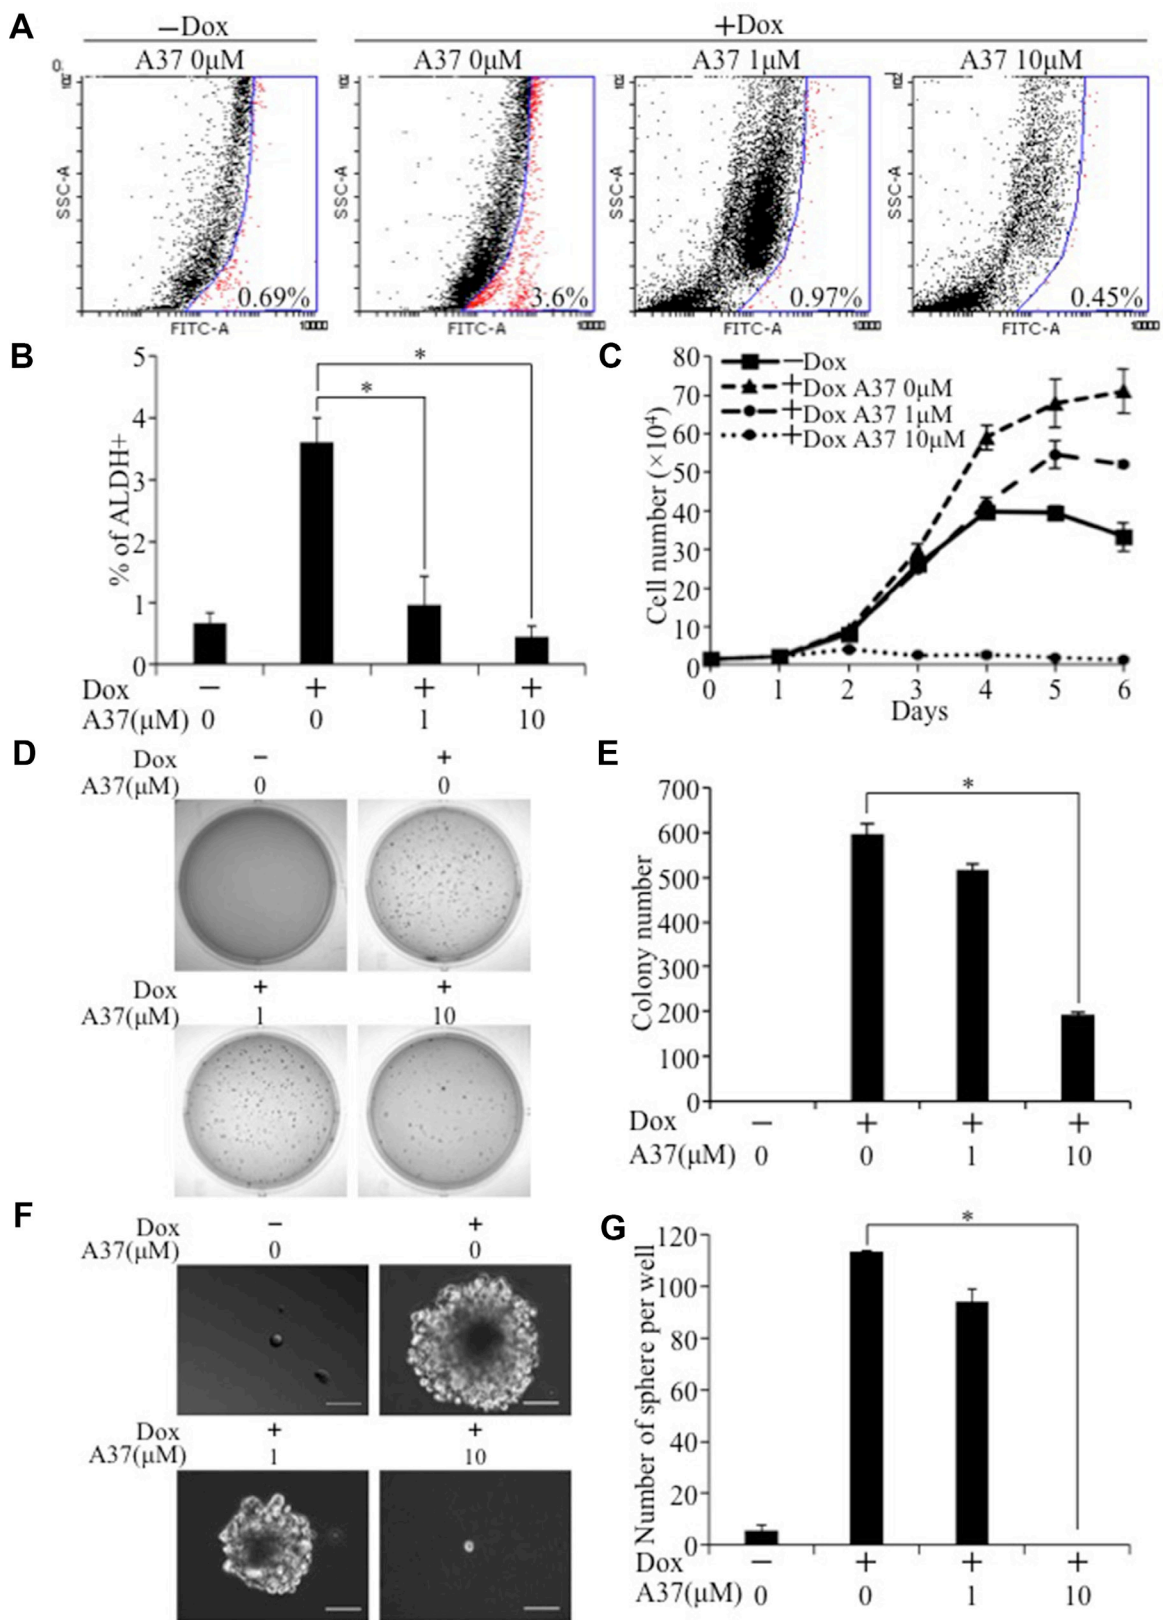 A
−Dox
+Dox
A37 0μM
A37 0μM
A37 1μM
A37 10μM
SSC-A
SSC-A
SSC-A
SSC-A
0.69%
3.6%
0.97%
0.45%
FITC-A 10000
FITC-A 10000
FITC-A 10000
FITC-A 10000
B
5
4
3
2
1
0
% of ALDH+
*
*
Dox − + + +
A37(μM) 0 0 1 10
C
80
70
60
50
40
30
20
10
0
Cell number (×10⁴)
−Dox
+Dox A37 0μM
+Dox A37 1μM
+Dox A37 10μM
0 1 2 3 4 5 6
Days
D
Dox − +
A37(μM) 0 0
Dox + +
A37(μM) 1 10
E
700
600
500
400
300
200
100
0
Colony number
*
Dox − + + +
A37(μM) 0 0 1 10
F
Dox − +
A37(μM) 0 0
Dox + +
A37(μM) 1 10
G
120
100
80
60
40
20
0
Number of sphere per well
*
Dox − + + +
A37(μM) 0 0 1 10